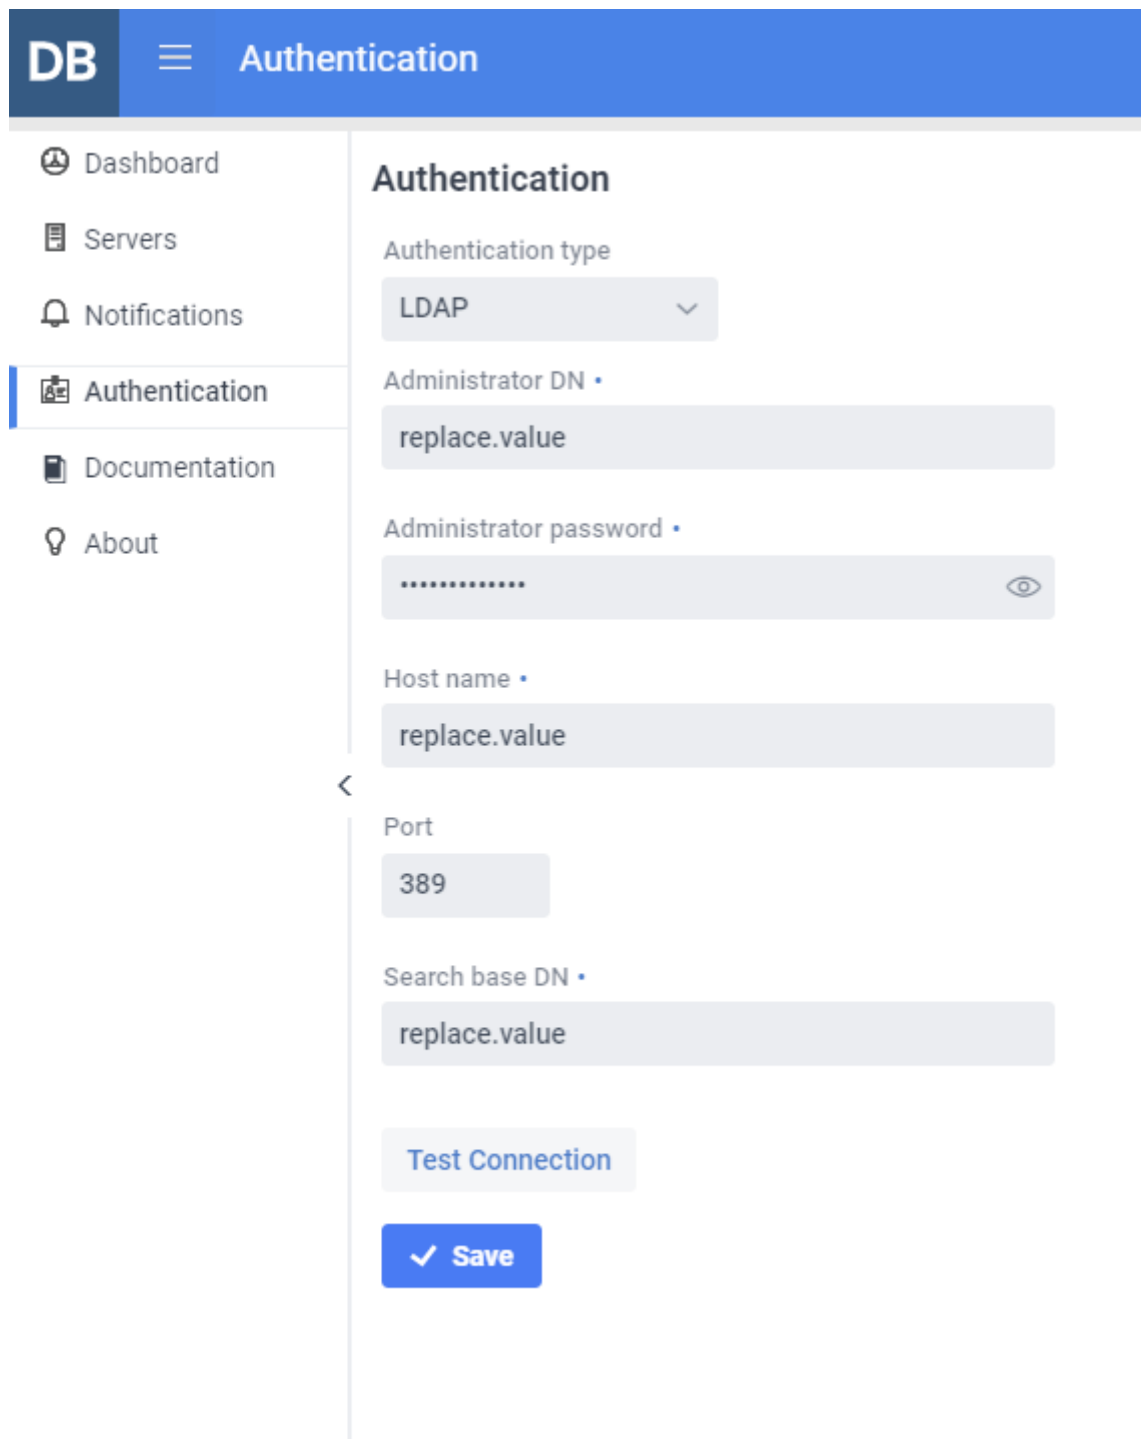 DB
Authentication
Dashboard
Servers
Notifications
Authentication
Documentation
About
Authentication
Authentication type
LDAP
Administrator DN •
replace.value
Administrator password •
•••••••••••••
Host name •
replace.value
Port
389
Search base DN •
replace.value
Test Connection
Save